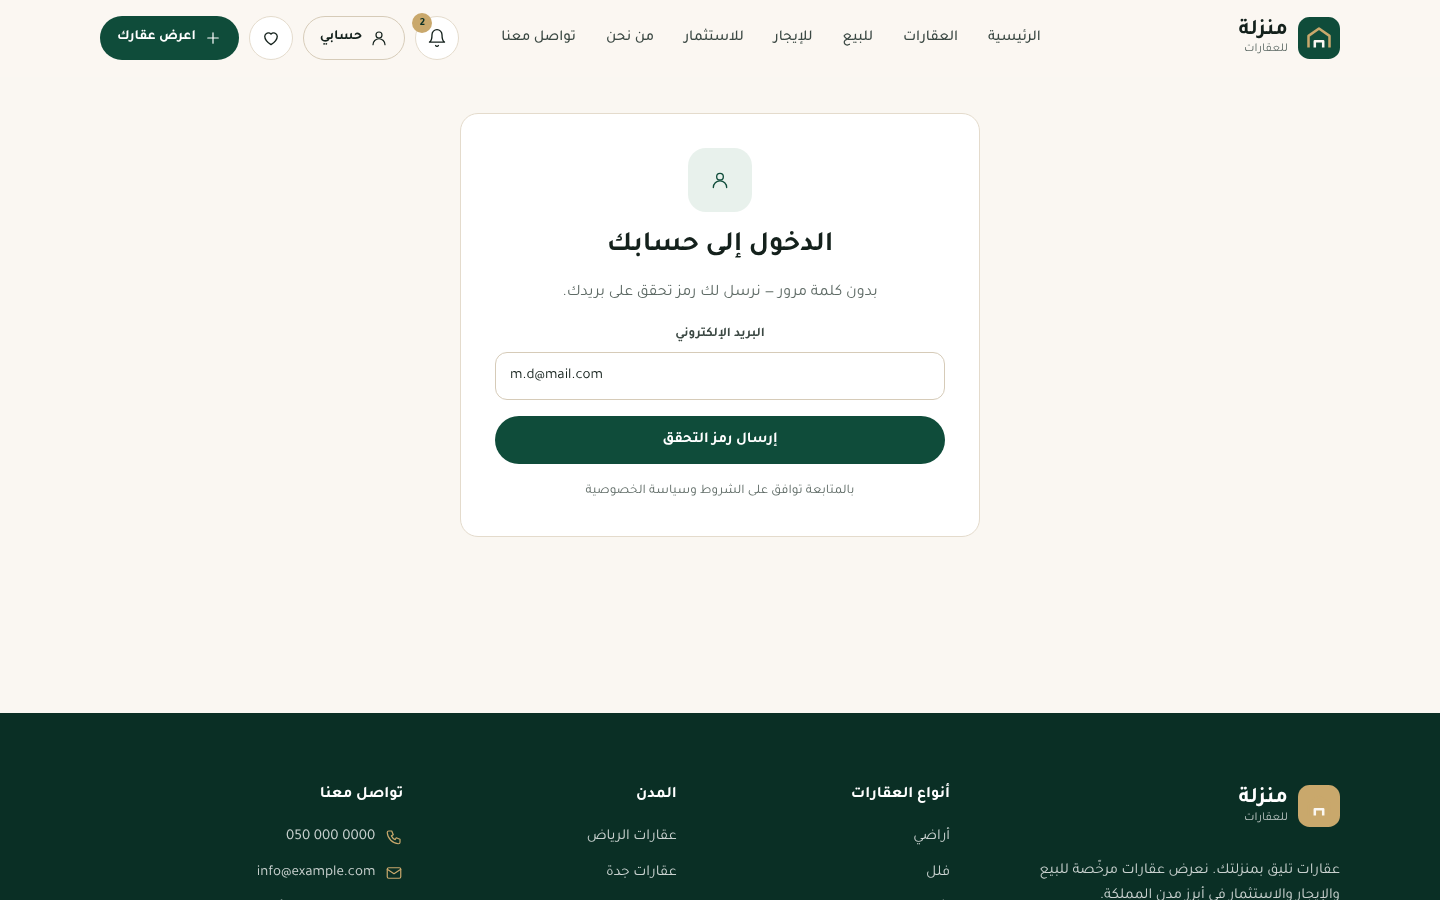 منزلة
للعقارات
الرئيسية
العقارات
للبيع
للإيجار
للاستثمار
من نحن
تواصل معنا
2
حسابي
اعرض عقارك
الدخول إلى حسابك
بدون كلمة مرور – نرسل لك رمز تحقق على بريدك.
البريد الإلكتروني
m.d@mail.com
إرسال رمز التحقق
بالمتابعة توافق على الشروط وسياسة الخصوصية
منزلة
للعقارات
عقارات تليق بمنزلتك. نعرض عقارات مرخّصة للبيع
والإيجار والاستثمار في أبرز مدن المملكة.
أنواع العقارات
أراضي
فلل
المدن
عقارات الرياض
عقارات جدة
تواصل معنا
050 000 0000
info@example.com